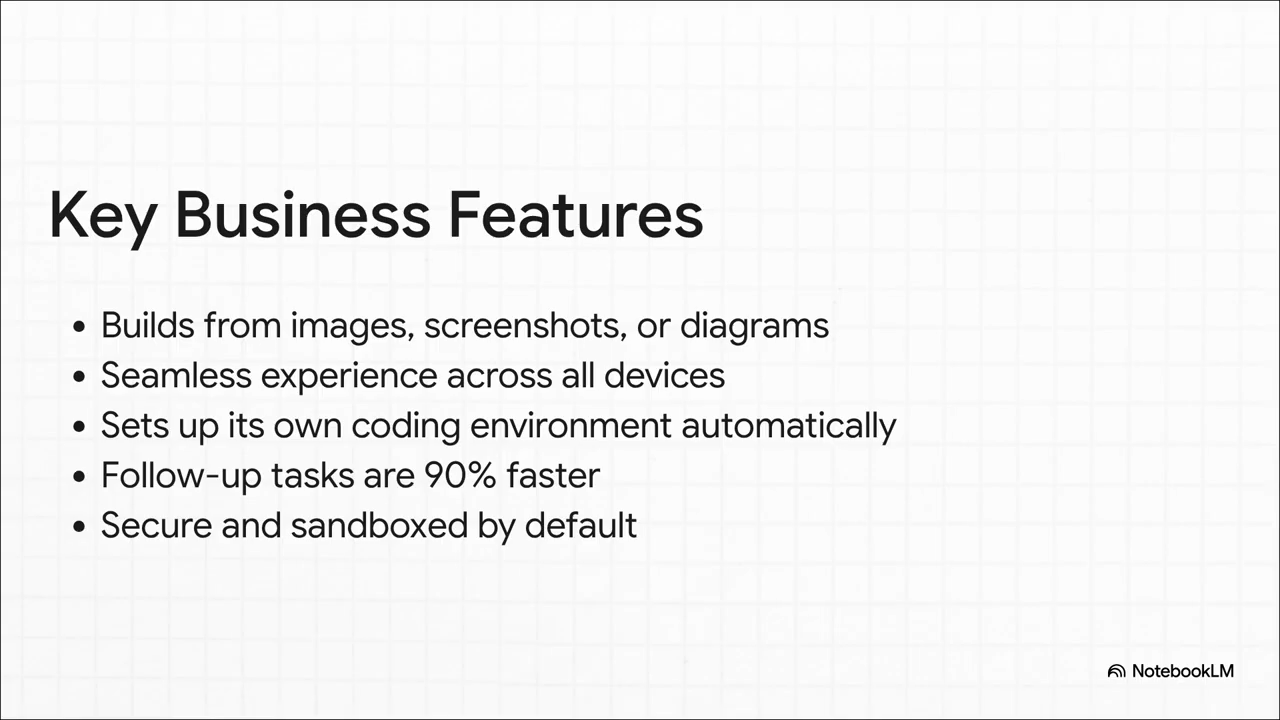 Key Business Features
• Builds from images, screenshots, or diagrams
• Seamless experience across all devices
• Sets up its own coding environment automatically
• Follow-up tasks are 90% faster
• Secure and sandboxed by default
NotebookLM